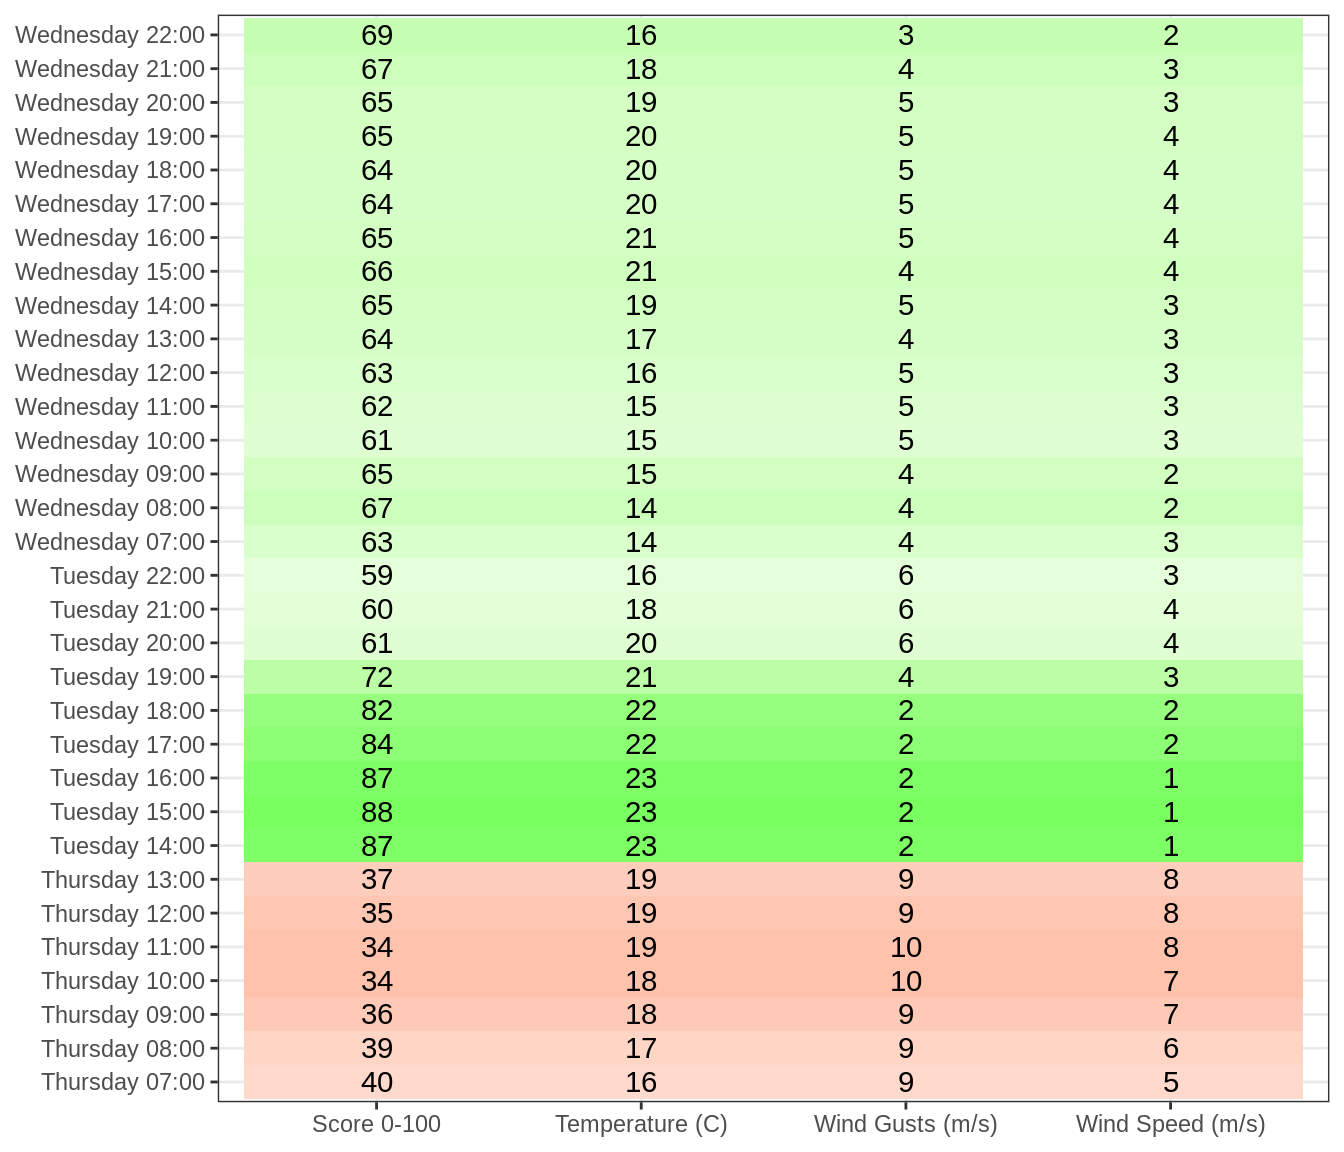 Wednesday 22:00 69 16 3 2
Wednesday 21:00 67 18 4 3
Wednesday 20:00 65 19 5 3
Wednesday 19:00 65 20 5 4
Wednesday 18:00 64 20 5 4
Wednesday 17:00 64 20 5 4
Wednesday 16:00 65 21 5 4
Wednesday 15:00 66 21 4 4
Wednesday 14:00 65 19 5 3
Wednesday 13:00 64 17 4 3
Wednesday 12:00 63 16 5 3
Wednesday 11:00 62 15 5 3
Wednesday 10:00 61 15 5 3
Wednesday 09:00 65 15 4 2
Wednesday 08:00 67 14 4 2
Wednesday 07:00 63 14 4 3
Tuesday 22:00 59 16 6 3
Tuesday 21:00 60 18 6 4
Tuesday 20:00 61 20 6 4
Tuesday 19:00 72 21 4 3
Tuesday 18:00 82 22 2 2
Tuesday 17:00 84 22 2 2
Tuesday 16:00 87 23 2 1
Tuesday 15:00 88 23 2 1
Tuesday 14:00 87 23 2 1
Thursday 13:00 37 19 9 8
Thursday 12:00 35 19 9 8
Thursday 11:00 34 19 10 8
Thursday 10:00 34 18 10 7
Thursday 09:00 36 18 9 7
Thursday 08:00 39 17 9 6
Thursday 07:00 40 16 9 5
Score 0-100 Temperature (C) Wind Gusts (m/s) Wind Speed (m/s)